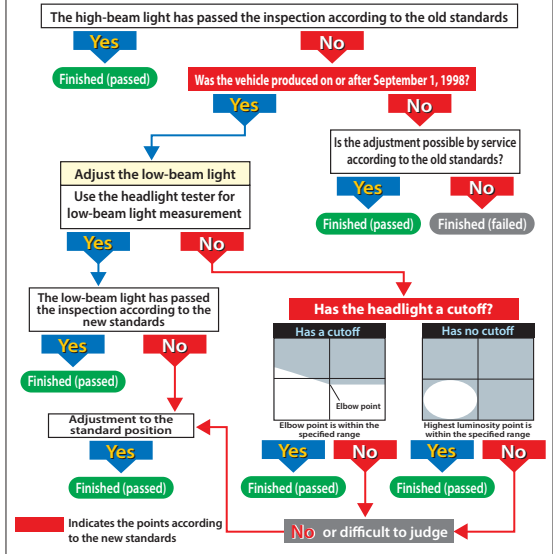 The high-beam light has passed the inspection according to the old standards
Yes
No
Finished (passed)
Was the vehicle produced on or after September 1, 1998?
Yes
No
Is the adjustment possible by service
according to the old standards?
Adjust the low-beam light
Use the headlight tester for
low-beam light measurement
Yes
No
Finished (passed)
Finished (failed)
Yes
No
The low-beam light has passed
the inspection according to the
new standards
Has the headlight a cutoff?
Has a cutoff
Has no cutoff
Yes
No
Finished (passed)
Elbow point
Adjustment to the
standard position
Elbow point is within the
specified range
Highest luminosity point is
within the specified range
Yes
Yes
No
Yes
No
Finished (passed)
Finished (passed)
Finished (passed)
Indicates the points according
to the new standards
No or difficult to judge